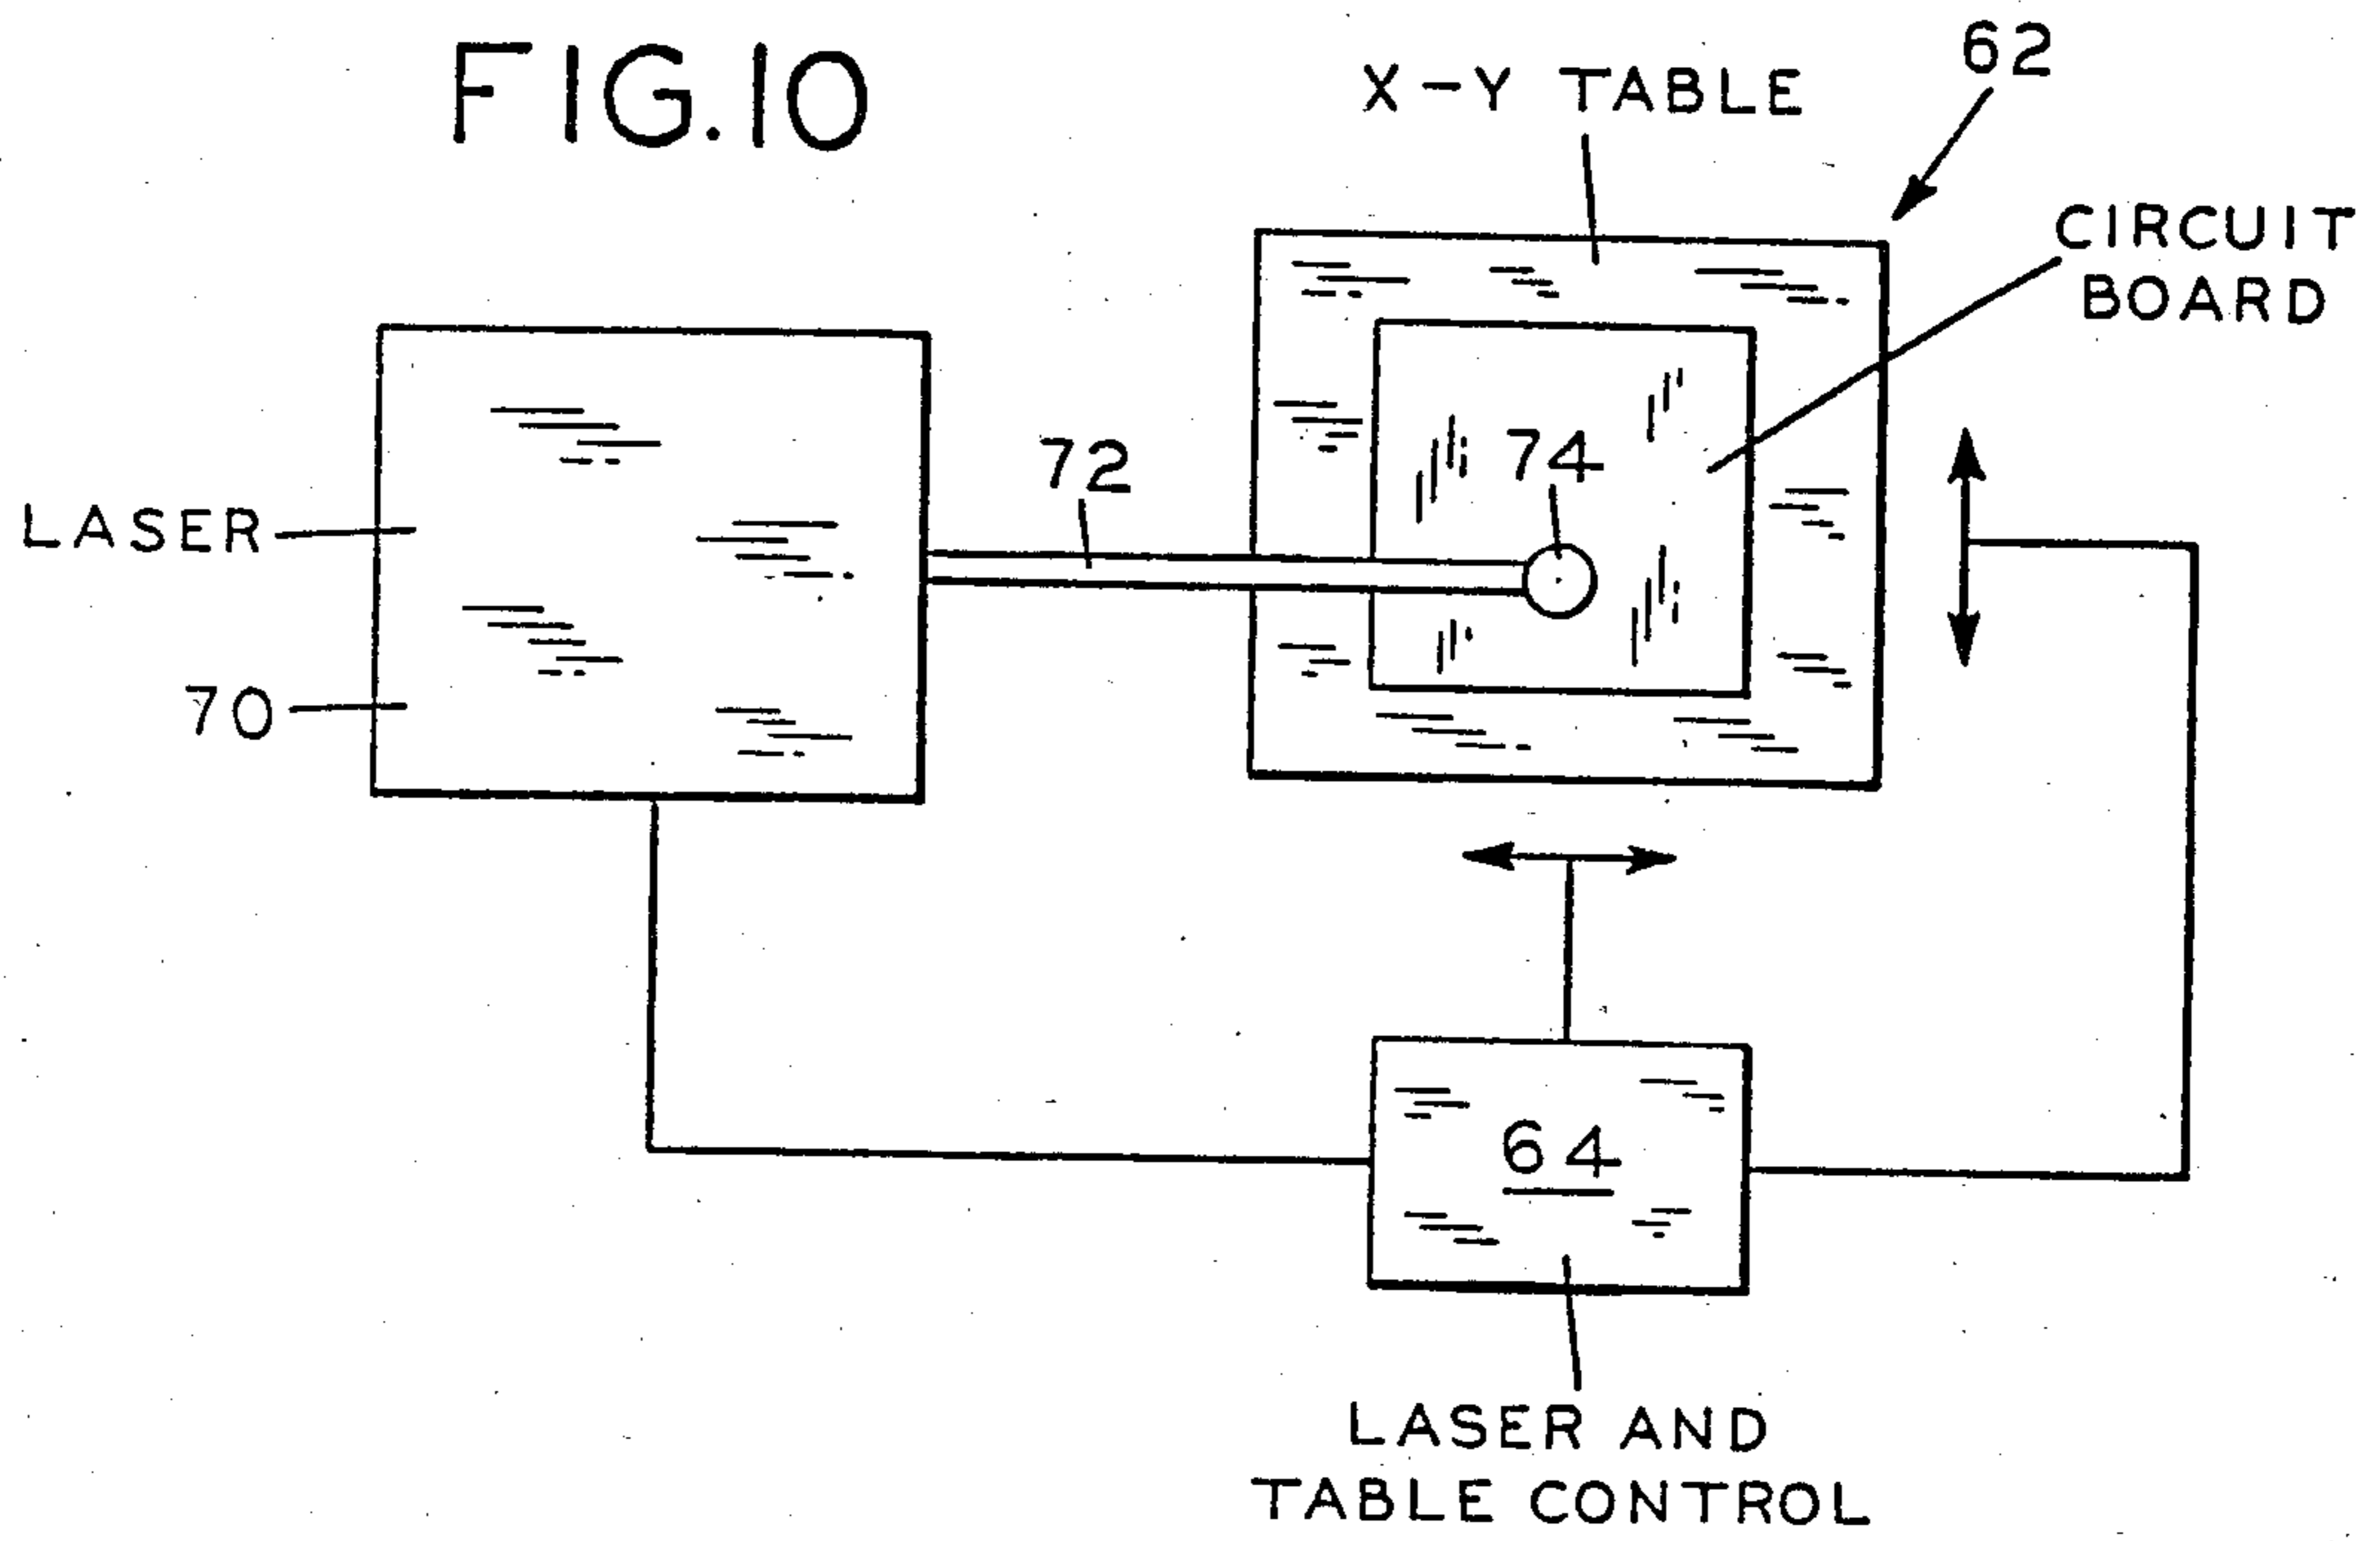 FIG.10
62
X-Y TABLE
CIRCUIT
BOARD
72
74
LASER
70
64
LASER AND
TABLE CONTROL